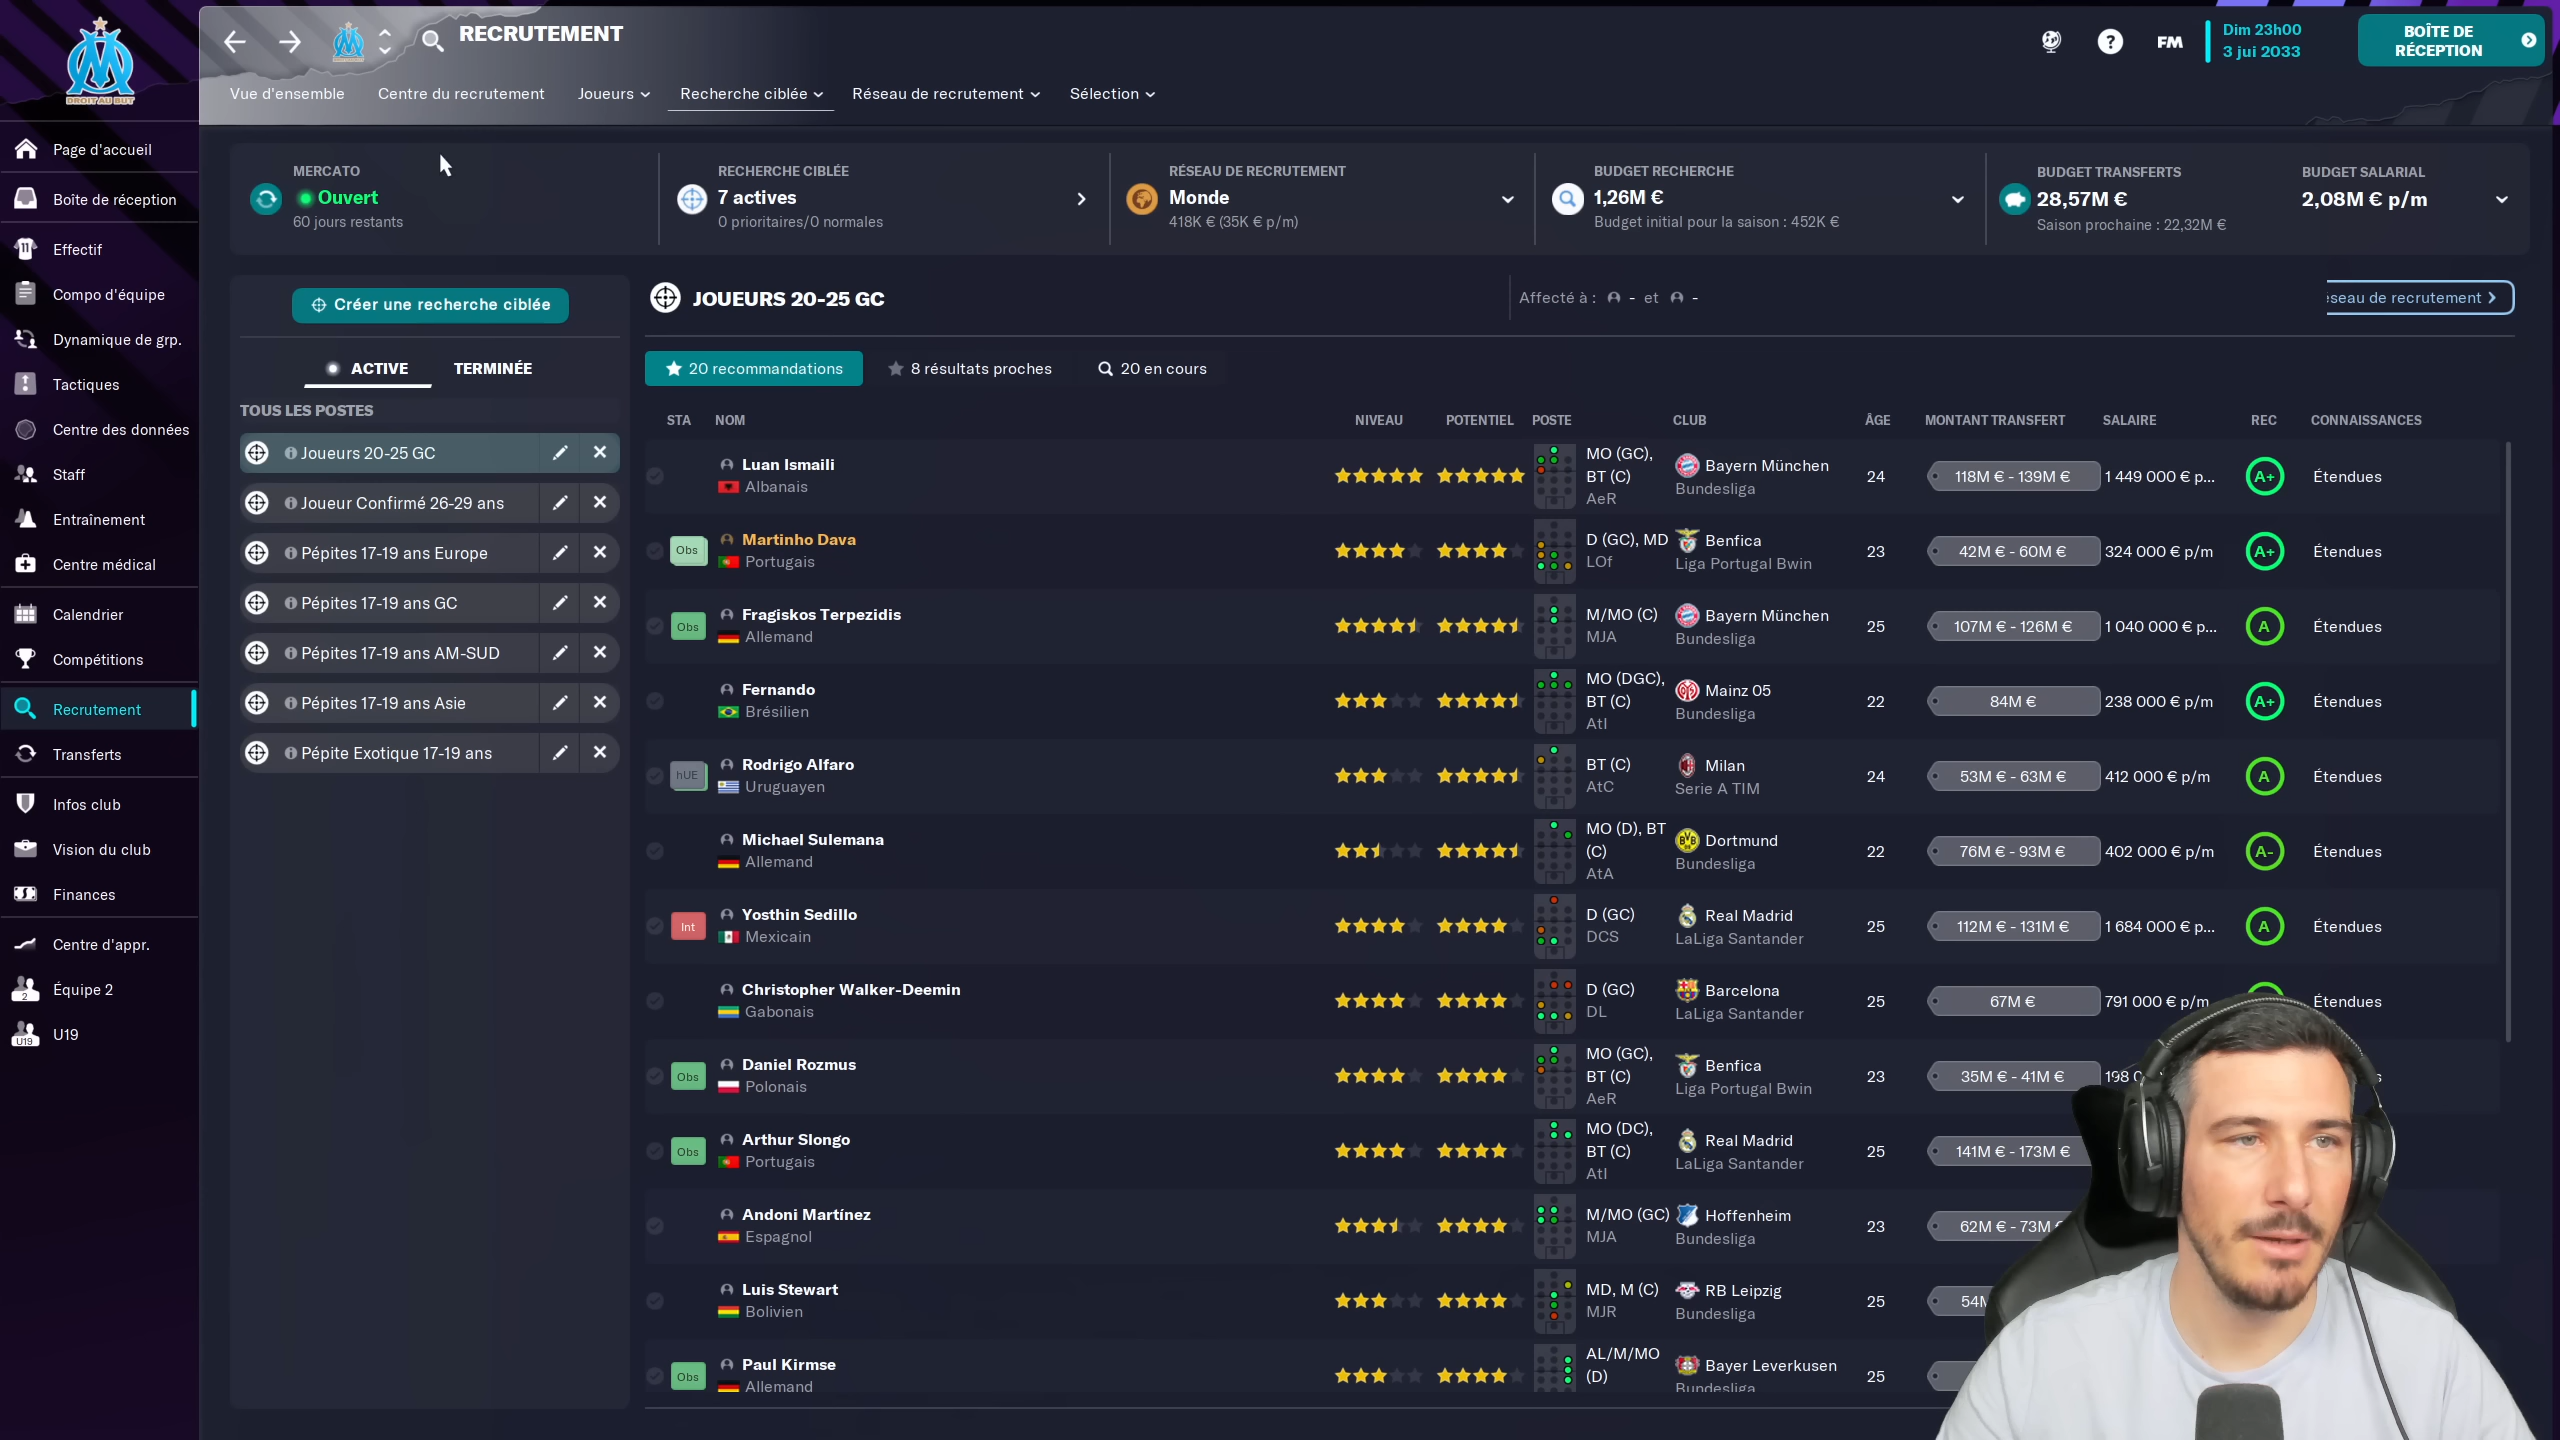 RECRUTEMENT
Dim 23h00
3 jui 2033
BOÎTE DE
RÉCEPTION
FM
DROIT AU BUT
Vue d'ensemble
Centre du recrutement
Joueurs
Recherche ciblée
Réseau de recrutement
Sélection
Page d'accueil
Boîte de réception
Effectif
Compo d'équipe
Dynamique de grp.
Tactiques
Centre des données
Staff
Entraînement
Centre médical
Calendrier
Compétitions
Recrutement
Transferts
Infos club
Vision du club
Finances
Centre d'appr.
2 Équipe 2
U19 U19
MERCATO
Ouvert
60 jours restants
RECHERCHE CIBLÉE
7 actives
0 prioritaires/0 normales
RÉSEAU DE RECRUTEMENT
Monde
418K € (35K € p/m)
BUDGET RECHERCHE
1,26M €
Budget initial pour la saison : 452K €
BUDGET TRANSFERTS
28,57M €
Saison prochaine : 22,32M €
BUDGET SALARIAL
2,08M € p/m
Créer une recherche ciblée
ACTIVE
TERMINÉE
TOUS LES POSTES
Joueurs 20-25 GC
Joueur Confirmé 26-29 ans
Pépites 17-19 ans Europe
Pépites 17-19 ans GC
Pépites 17-19 ans AM-SUD
Pépites 17-19 ans Asie
Pépite Exotique 17-19 ans
JOUEURS 20-25 GC
Affecté à : - et -
seau de recrutement
20 recommandations
8 résultats proches
20 en cours
STA NOM NIVEAU POTENTIEL POSTE CLUB ÂGE MONTANT TRANSFERT SALAIRE REC CONNAISSANCES
Luan Ismaili
Albanais
MO (GC),
BT (C)
AeR
Bayern München
Bundesliga
24
118M € - 139M €
1 449 000 € p...
A+
Étendues
Obs
Martinho Dava
Portugais
D (GC), MD
LOf
Benfica
Liga Portugal Bwin
23
42M € - 60M €
324 000 € p/m
A+
Étendues
Obs
Fragiskos Terpezidis
Allemand
M/MO (C)
MJA
Bayern München
Bundesliga
25
107M € - 126M €
1 040 000 € p...
A
Étendues
Fernando
Brésilien
MO (DGC),
BT (C)
AtI
Mainz 05
Bundesliga
22
84M €
238 000 € p/m
A+
Étendues
hUE
Rodrigo Alfaro
Uruguayen
BT (C)
AtC
Milan
Serie A TIM
24
53M € - 63M €
412 000 € p/m
A
Étendues
Michael Sulemana
Allemand
MO (D), BT
(C)
AtA
Dortmund
Bundesliga
22
76M € - 93M €
402 000 € p/m
A-
Étendues
Int
Yosthin Sedillo
Mexicain
D (GC)
DCS
Real Madrid
LaLiga Santander
25
112M € - 131M €
1 684 000 € p...
A
Étendues
Christopher Walker-Deemin
Gabonais
D (GC)
DL
Barcelona
LaLiga Santander
25
67M €
791 000 € p/m
Étendues
Obs
Daniel Rozmus
Polonais
MO (GC),
BT (C)
AeR
Benfica
Liga Portugal Bwin
23
35M € - 41M €
198
Obs
Arthur Slongo
Portugais
MO (DC),
BT (C)
AtI
Real Madrid
LaLiga Santander
25
141M € - 173M €
Andoni Martínez
Espagnol
M/MO (GC)
MJA
Hoffenheim
Bundesliga
23
62M € - 73M €
Luis Stewart
Bolivien
MD, M (C)
MJR
RB Leipzig
Bundesliga
25
54M
Obs
Paul Kirmse
Allemand
AL/M/MO
(D)
Bayer Leverkusen
Bundesliga
25